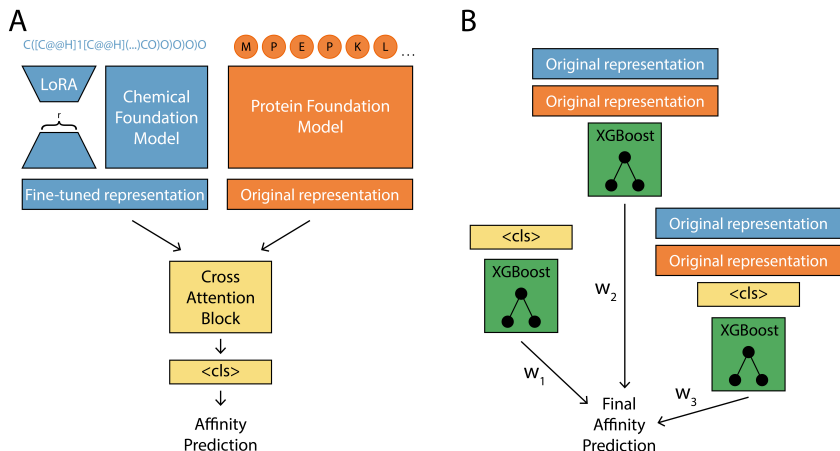 A
C([C@@H]1[C@@H](...)CO)O)O)O)O
M P E P K L ...
LoRA
r
Chemical
Foundation
Model
Protein Foundation
Model
Fine-tuned representation
Original representation
Cross
Attention
Block
<cls>
Affinity
Prediction
B
Original representation
Original representation
XGBoost
<cls>
XGBoost
Original representation
Original representation
<cls>
XGBoost
w1
w2
w3
Final
Affinity
Prediction